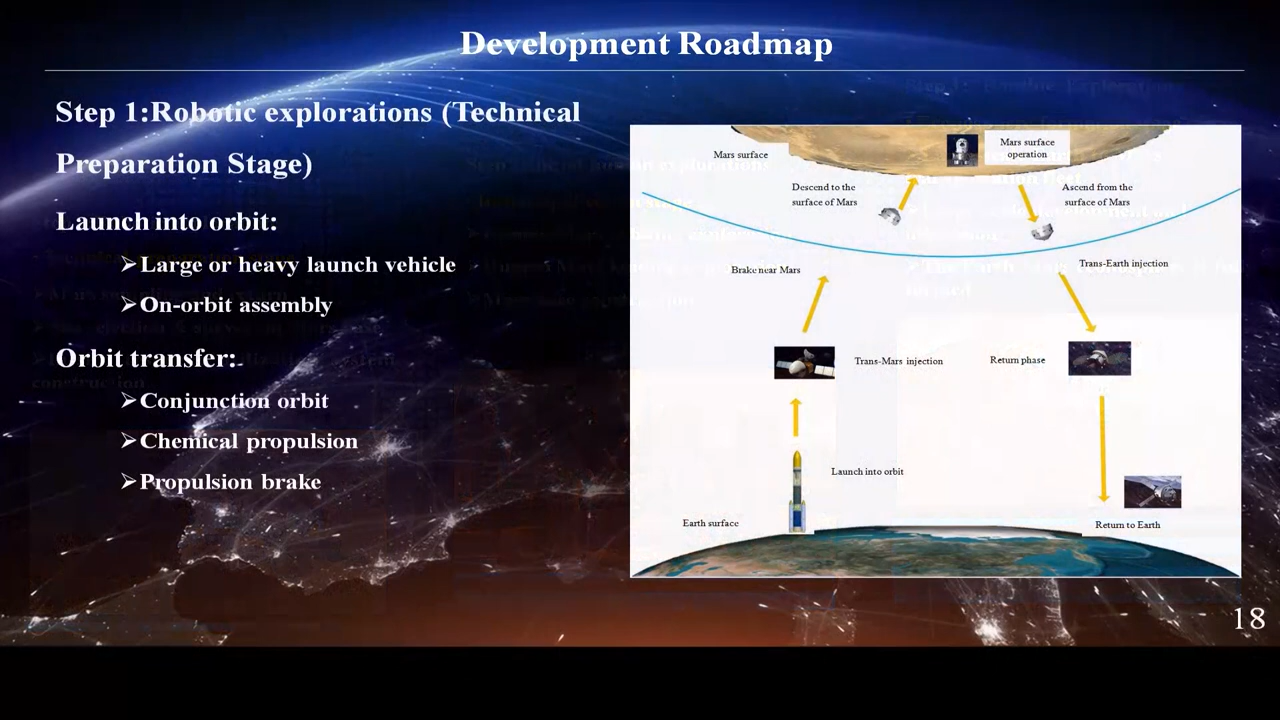 Development Roadmap
Step 1:Robotic explorations (Technical
Preparation Stage)
Launch into orbit:
➢Large or heavy launch vehicle
➢On-orbit assembly
Orbit transfer:
➢Conjunction orbit
➢Chemical propulsion
➢Propulsion brake
Mars surface
Mars surface
operation
Descend to the
surface of Mars
Ascend from the
surface of Mars
Brake near Mars
Trans-Earth injection
Trans-Mars injection
Return phase
Launch into orbit
Earth surface
Return to Earth
18